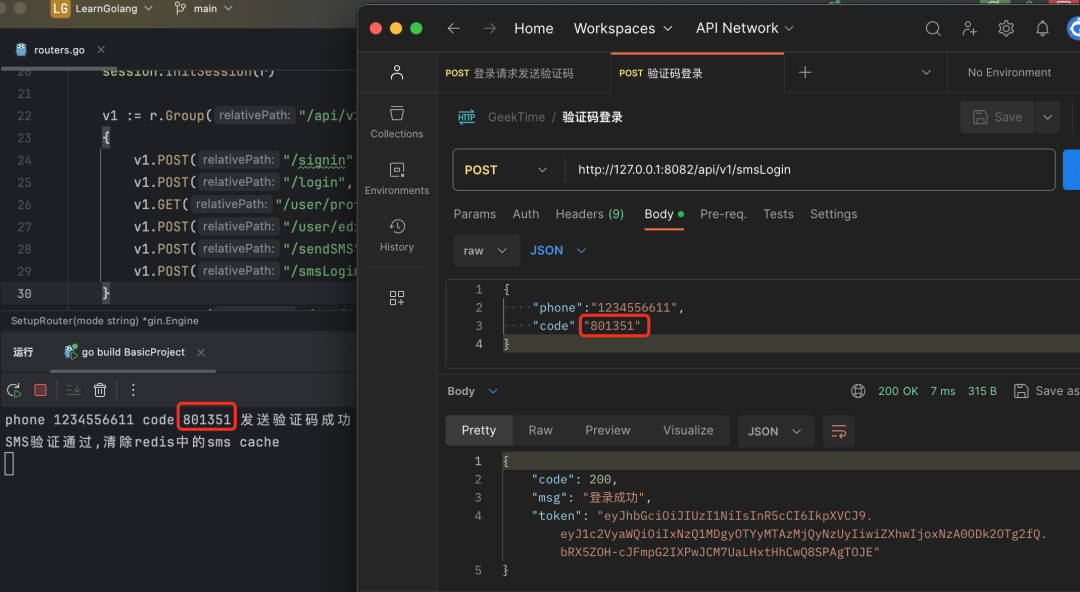 LG LearnGolang main
routers.go
20 session.InitSession(r)
21
22 v1 := r.Group( relativePath: "/api/v1
23 {
24 v1.POST( relativePath: "/signin"
25 v1.POST( relativePath: "/login",
26 v1.GET( relativePath: "/user/prof
27 v1.POST( relativePath: "/user/edi
28 v1.POST( relativePath: "/sendSMS"
29 v1.POST( relativePath: "/smsLogin
30 }
SetupRouter(mode string) *gin.Engine
运行 go build BasicProject
phone 1234556611 code 801351 发送验证码成功
SMS验证通过,清除redis中的sms cache
Home Workspaces API Network
POST 登录请求发送验证码 POST 验证码登录 No Environment
Collections
Environments
History
HTTP GeekTime / 验证码登录 Save
POST http://127.0.0.1:8082/api/v1/smsLogin
Params Auth Headers (9) Body Pre-req. Tests Settings
raw JSON
1 {
2 "phone":"1234556611",
3 "code":"801351"
4 }
Body 200 OK 7 ms 315 B Save as
Pretty Raw Preview Visualize JSON
1 {
2 "code": 200,
3 "msg": "登录成功",
4 "token": "eyJhbGciOiJIUzI1NiIsInR5cCI6IkpXVCJ9.
eyJ1c2VyaWQiOiIxNzQ1MDgyOTYyMTAzMjQyNzUyIiwiZXhwIjoxNzA0ODk2OTg2fQ.
bRX5ZOH-cJFmpG2IXPwJCM7UaLHxtHhCwQ8SPAgTOJE"
5 }